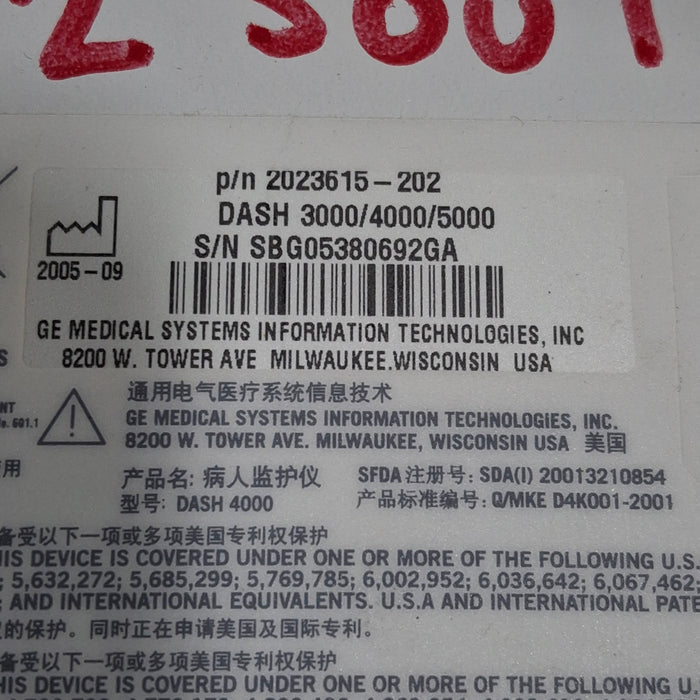 p/n 2023615-202
DASH 3000/4000/5000
S/N SBG05380692GA
2005-09
GE MEDICAL SYSTEMS INFORMATION TECHNOLOGIES, INC
8200 W. TOWER AVE MILWAUKEE.WISCONSIN USA
通用电气医疗系统信息技术
GE MEDICAL SYSTEMS INFORMATION TECHNOLOGIES, INC.
601.1
8200 W. TOWER AVE. MILWAUKEE, WISCONSIN USA 美国
用
产品名: 病人监护仪
SFDA 注册号: SDA(I) 20013210854
型号: DASH 4000
产品标准编号: Q/MKE D4K001-2001
备受以下一项或多项美国专利权保护
HIS DEVICE IS COVERED UNDER ONE OR MORE OF THE FOLLOWING U.S.
; 5,632,272; 5,685,299; 5,769,785; 6,002,952; 6,036,642; 6,067,462;
; AND INTERNATIONAL EQUIVALENTS. U.S.A AND INTERNATIONAL PATE
的保护。同时正在申请美国及国际专利。
备受以下一项或多项美国专利权保护
HIS DEVICE IS COVERED UNDER ONE OR MORE OF THE FOLLOWING U.S.